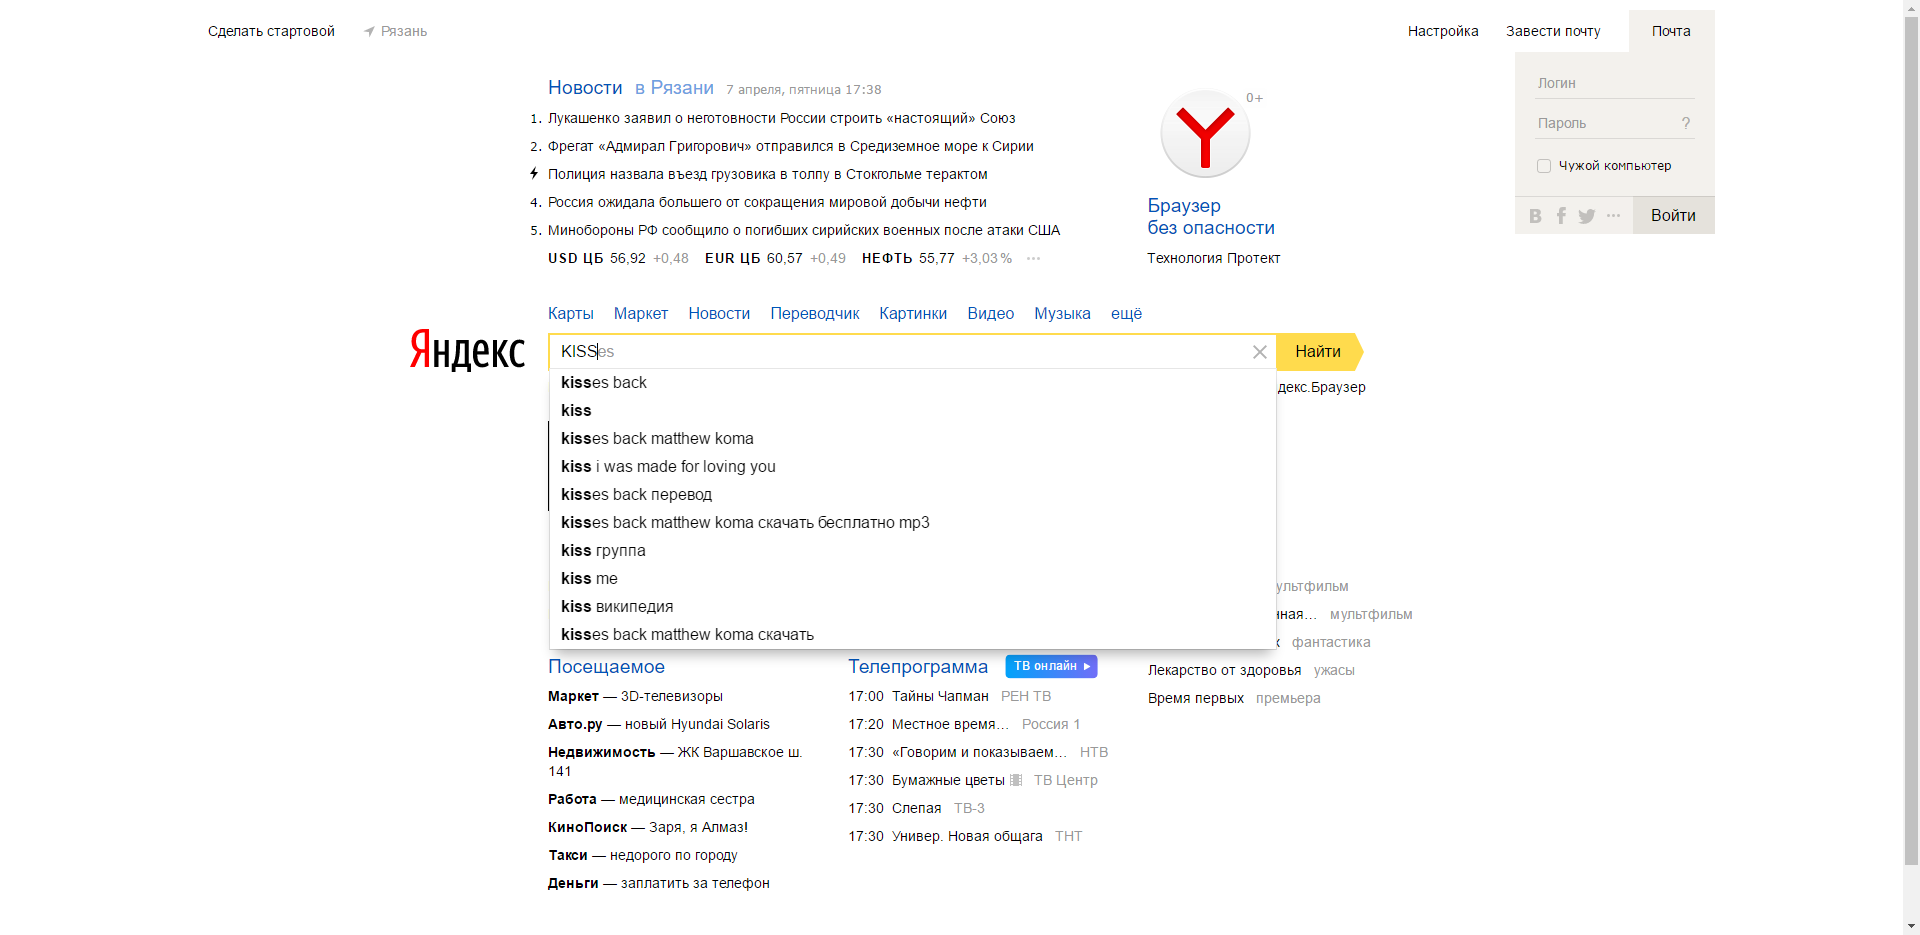 Сделать стартовой
Рязань
Настройка
Завести почту
Почта
Логин
Пароль ?
Чужой компьютер
Войти
Новости в Рязани 7 апреля, пятница 17:38
1. Лукашенко заявил о неготовности России строить «настоящий» Союз
2. Фрегат «Адмирал Григорович» отправился в Средиземное море к Сирии
Полиция назвала въезд грузовика в толпу в Стокгольме терактом
4. Россия ожидала большего от сокращения мировой добычи нефти
5. Минобороны РФ сообщило о погибших сирийских военных после атаки США
USD ЦБ 56,92 +0,48 EUR ЦБ 60,57 +0,49 НЕФТЬ 55,77 +3,03% ...
0+
Браузер
без опасности
Технология Протект
Карты Маркет Новости Переводчик Картинки Видео Музыка ещё
Яндекс
KISSes
Найти
декс.Браузер
kisses back
kiss
kisses back matthew koma
kiss i was made for loving you
kisses back перевод
kisses back matthew koma скачать бесплатно mp3
kiss группа
kiss me
kiss википедия
kisses back matthew koma скачать
Посещаемое
Маркет — 3D-телевизоры
Авто.ру — новый Hyundai Solaris
Недвижимость — ЖК Варшавское ш.
141
Работа — медицинская сестра
КиноПоиск — Заря, я Алмаз!
Такси — недорого по городу
Деньги — заплатить за телефон
Телепрограмма ТВ онлайн
17:00 Тайны Чапман РЕН ТВ
17:20 Местное время... Россия 1
17:30 «Говорим и показываем... НТВ
17:30 Бумажные цветы ТВ Центр
17:30 Слепая ТВ-3
17:30 Универ. Новая общага ТНТ
ультфильм
нная... мультфильм
х фантастика
Лекарство от здоровья ужасы
Время первых премьера